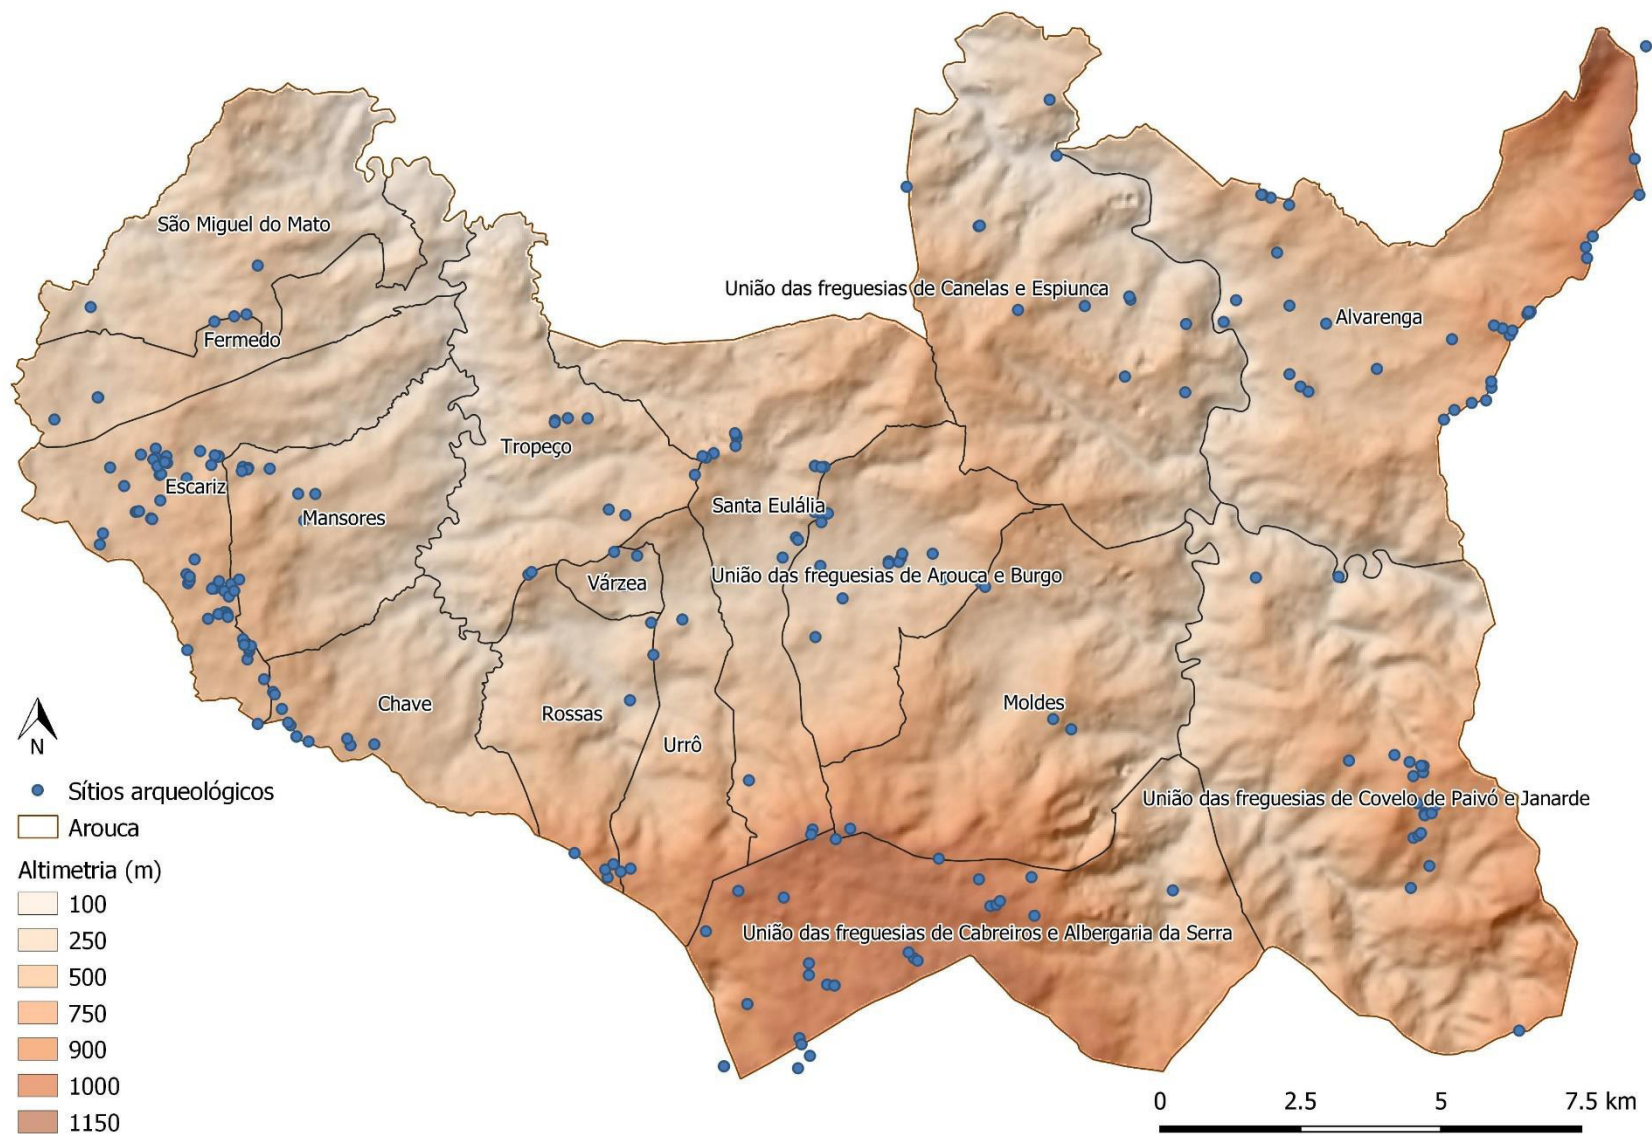 São Miguel do Mato
União das freguesias de Canelas e Espiunca
Alvarenga
Fermedo
Tropeço
Escariz
Santa Eulália
Mansores
União das freguesias de Arouca e Burgo
Várzea
Chave
Rossas
Moldes
Urrô
União das freguesias de Covelo de Paivó e Janarde
União das freguesias de Cabreiros e Albergaria da Serra
N
Sítios arqueológicos
Arouca
Altimetria (m)
100
250
500
750
900
1000
1150
0 2.5 5 7.5 km